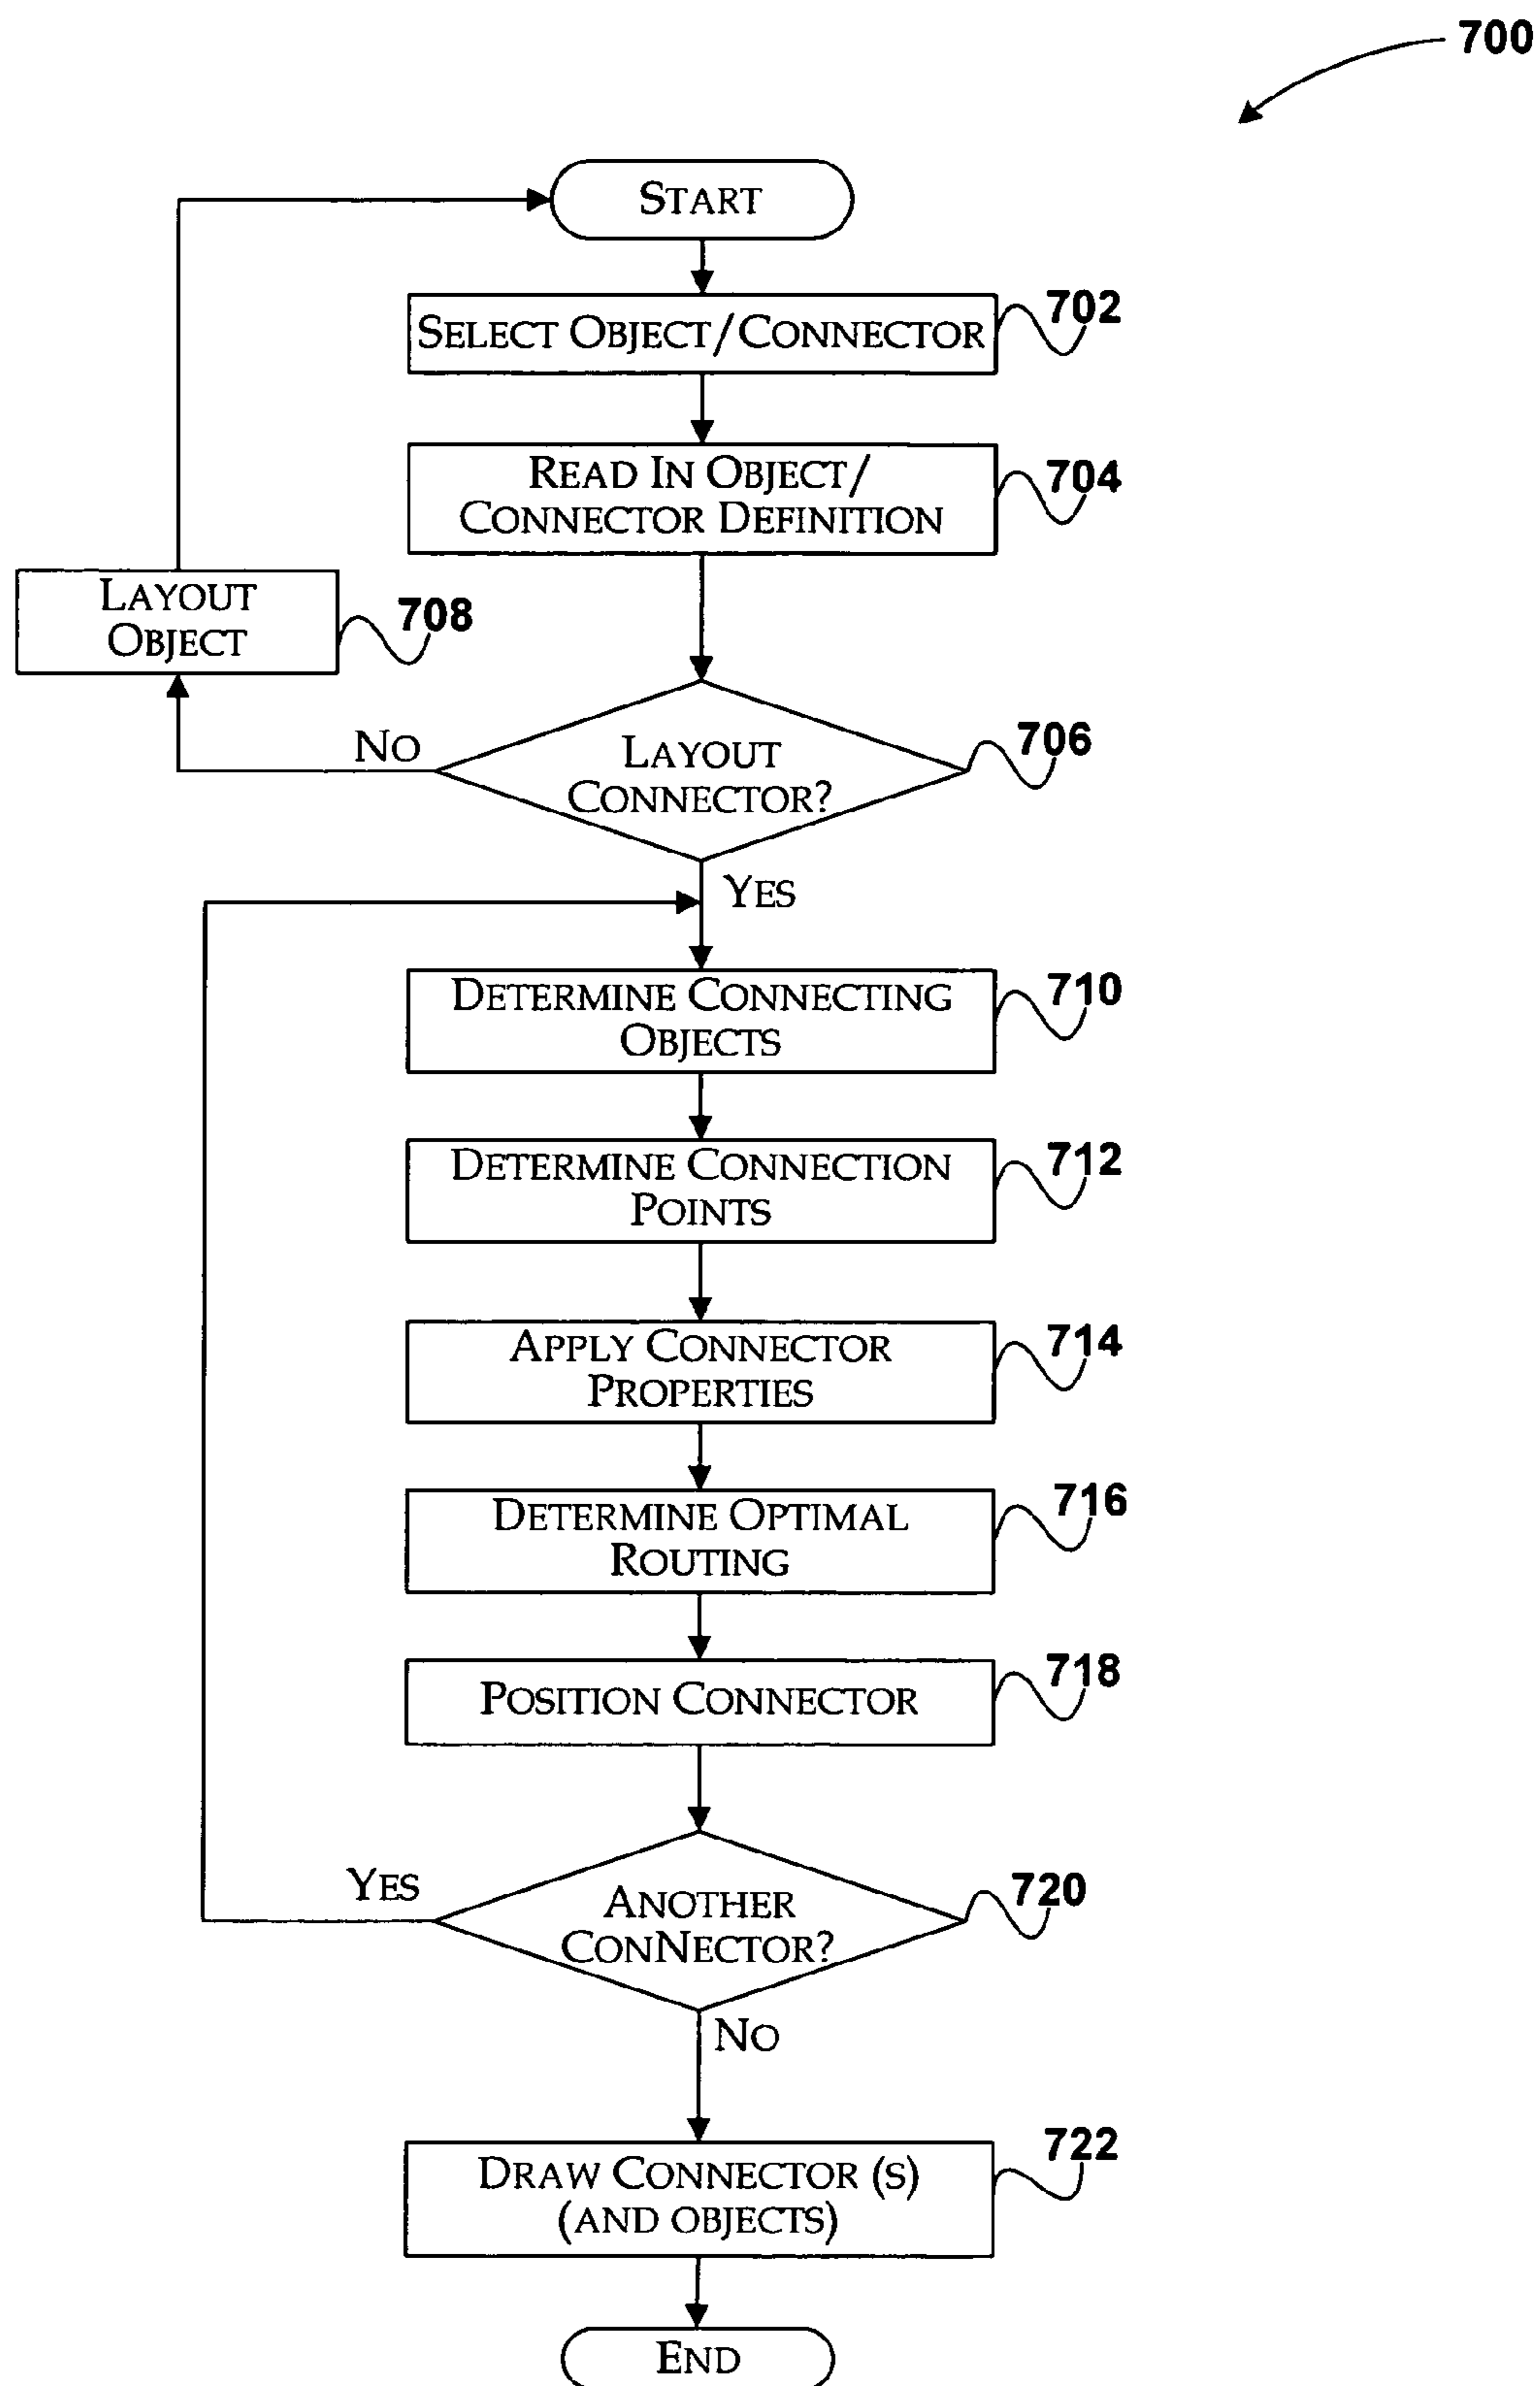 700
START
SELECT OBJECT/CONNECTOR
702
READ IN OBJECT/
CONNECTOR DEFINITION
704
LAYOUT
OBJECT
708
NO
LAYOUT
CONNECTOR?
706
YES
DETERMINE CONNECTING
OBJECTS
710
DETERMINE CONNECTION
POINTS
712
APPLY CONNECTOR
PROPERTIES
714
DETERMINE OPTIMAL
ROUTING
716
POSITION CONNECTOR
718
YES
ANOTHER
CONNECTOR?
720
NO
DRAW CONNECTOR (S)
(AND OBJECTS)
722
END